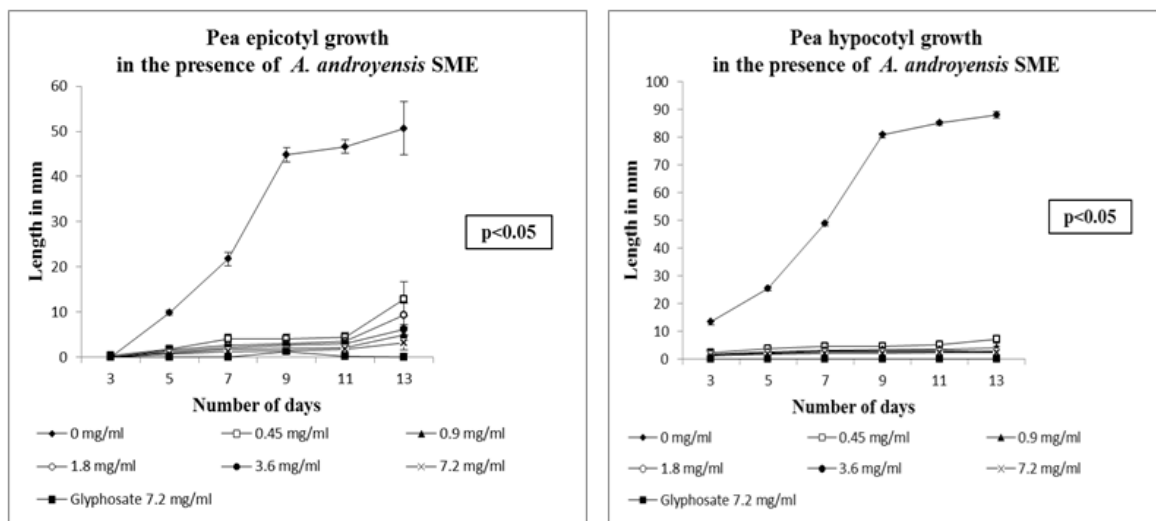 Pea epicotyl growth
in the presence of A. androyensis SME
60
50
40
30
20
10
0
Length in mm
p<0.05
3 5 7 9 11 13
Number of days
0 mg/ml 0.45 mg/ml 0.9 mg/ml
1.8 mg/ml 3.6 mg/ml 7.2 mg/ml
Glyphosate 7.2 mg/ml
Pea hypocotyl growth
in the presence of A. androyensis SME
100
90
80
70
60
50
40
30
20
10
0
Length in mm
p<0.05
3 5 7 9 11 13
Number of days
0 mg/ml 0.45 mg/ml 0.9 mg/ml
1.8 mg/ml 3.6 mg/ml 7.2 mg/ml
Glyphosate 7.2 mg/ml